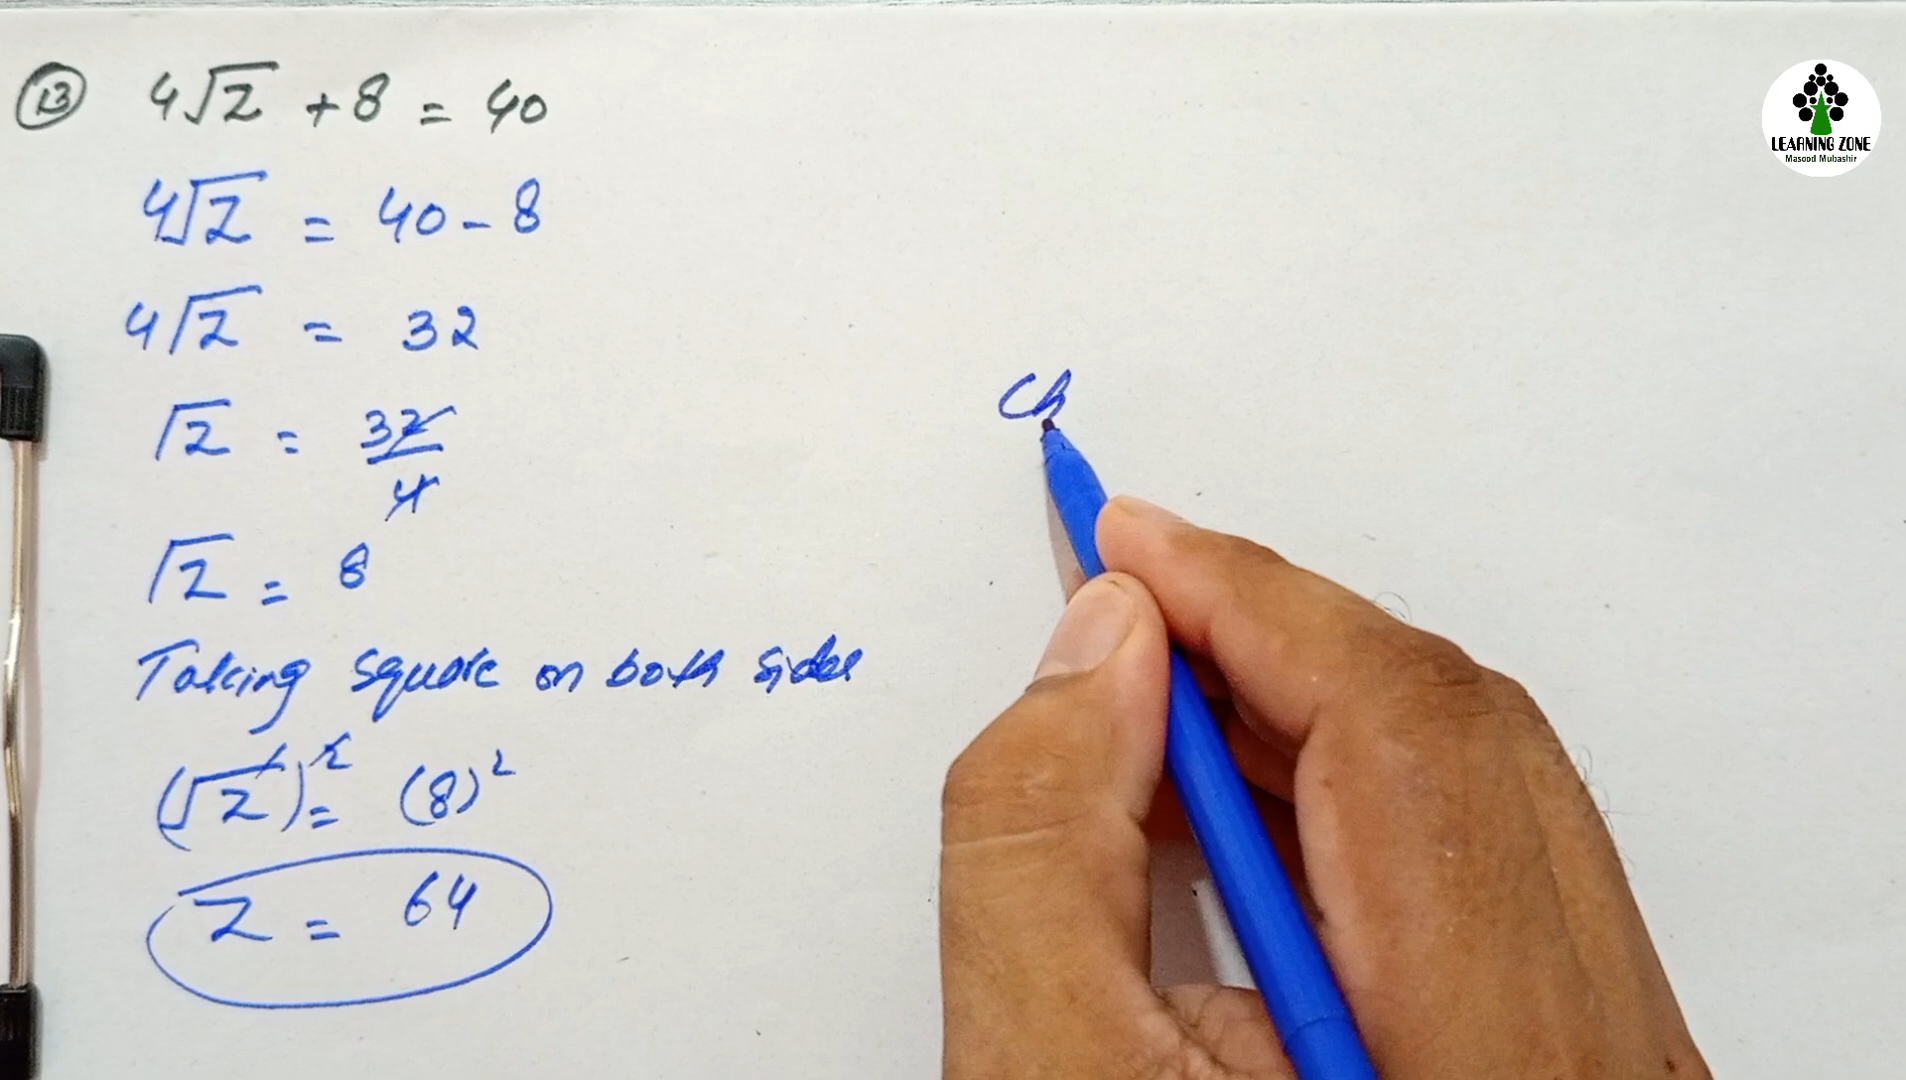 13 4√z + 8 = 40
4√z = 40 - 8
4√z = 32
√z = 32/4
√z = 8
Taking square on both sides
(√z)² = (8)²
z = 64
Ch
LEARNING ZONE
Masood Mubashir